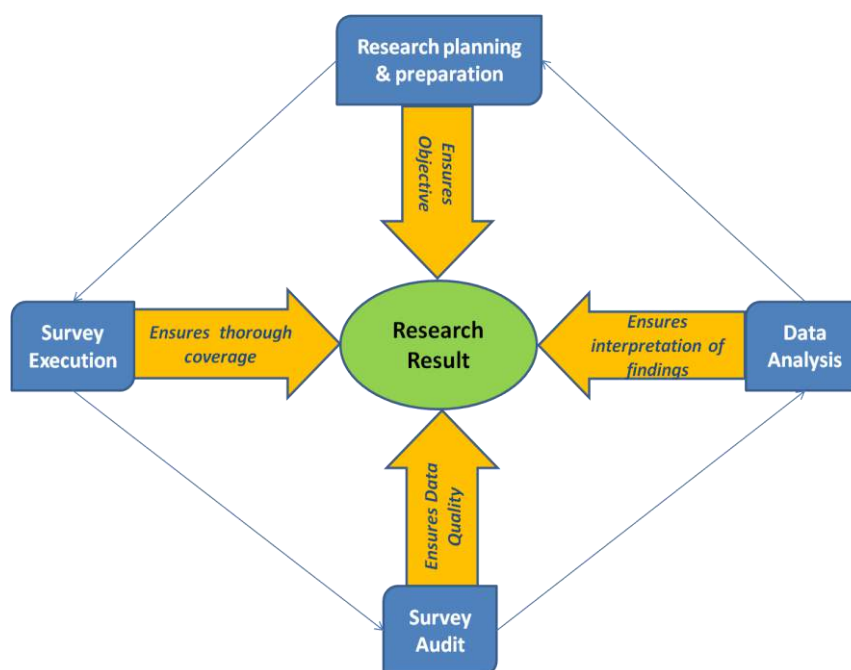 Research planning
& preparation
Ensures
Objective
Survey
Execution
Ensures thorough
coverage
Research
Result
Ensures
interpretation of
findings
Data
Analysis
Ensures Data
Quality
Survey
Audit